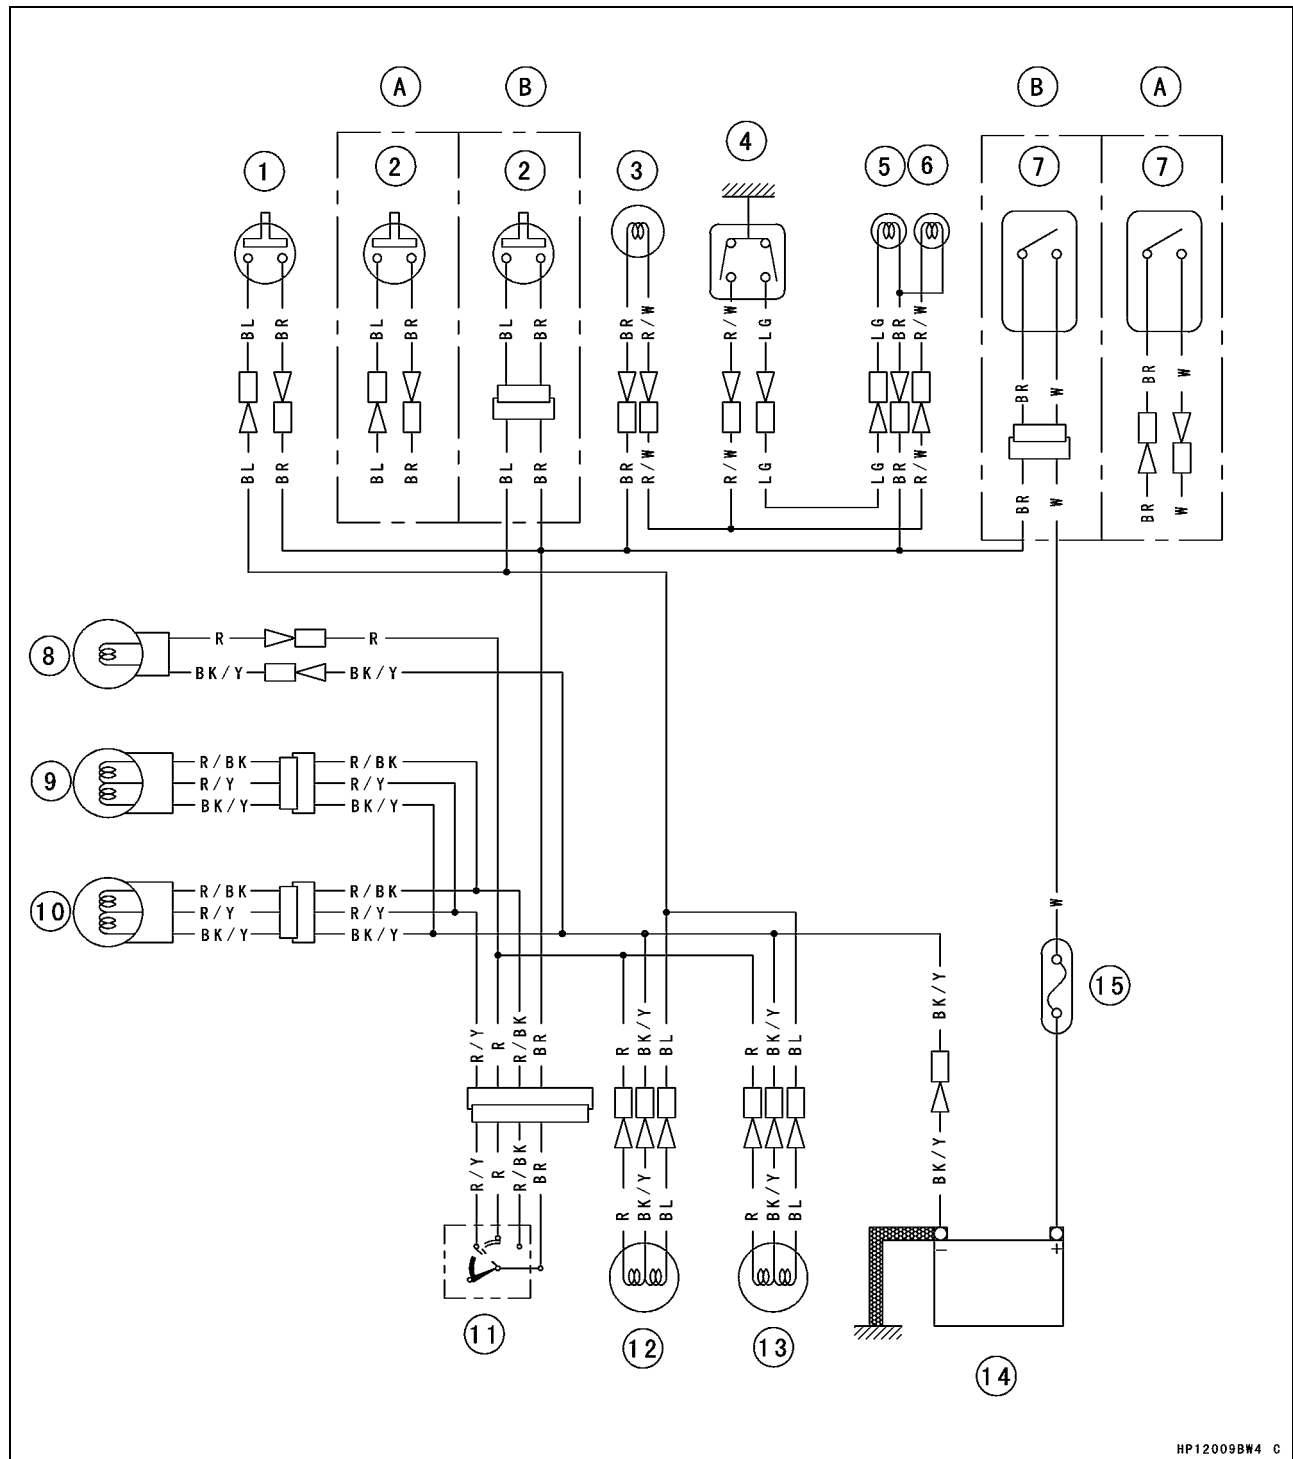 A B B A
1 2 2 3 4 5 6 7 7
BL BR BL BR BL BR BR R/W R/W LG LG BR R/W
BR W BR W
BL BR BL BR BL BR BR R/W R/W LG LG BR R/W
BR W BR W
8 R R
BK/Y BK/Y
9 R/BK R/BK
R/Y R/Y
BK/Y BK/Y
10 R/BK R/BK
R/Y R/Y
BK/Y BK/Y
W
15
R/Y R R/BK BR R BK/Y BL R BK/Y BL BK/Y
R/Y R R/BK BR R BK/Y BL R BK/Y BL BK/Y
− +
11 12 13 14
HP12009BW4 C